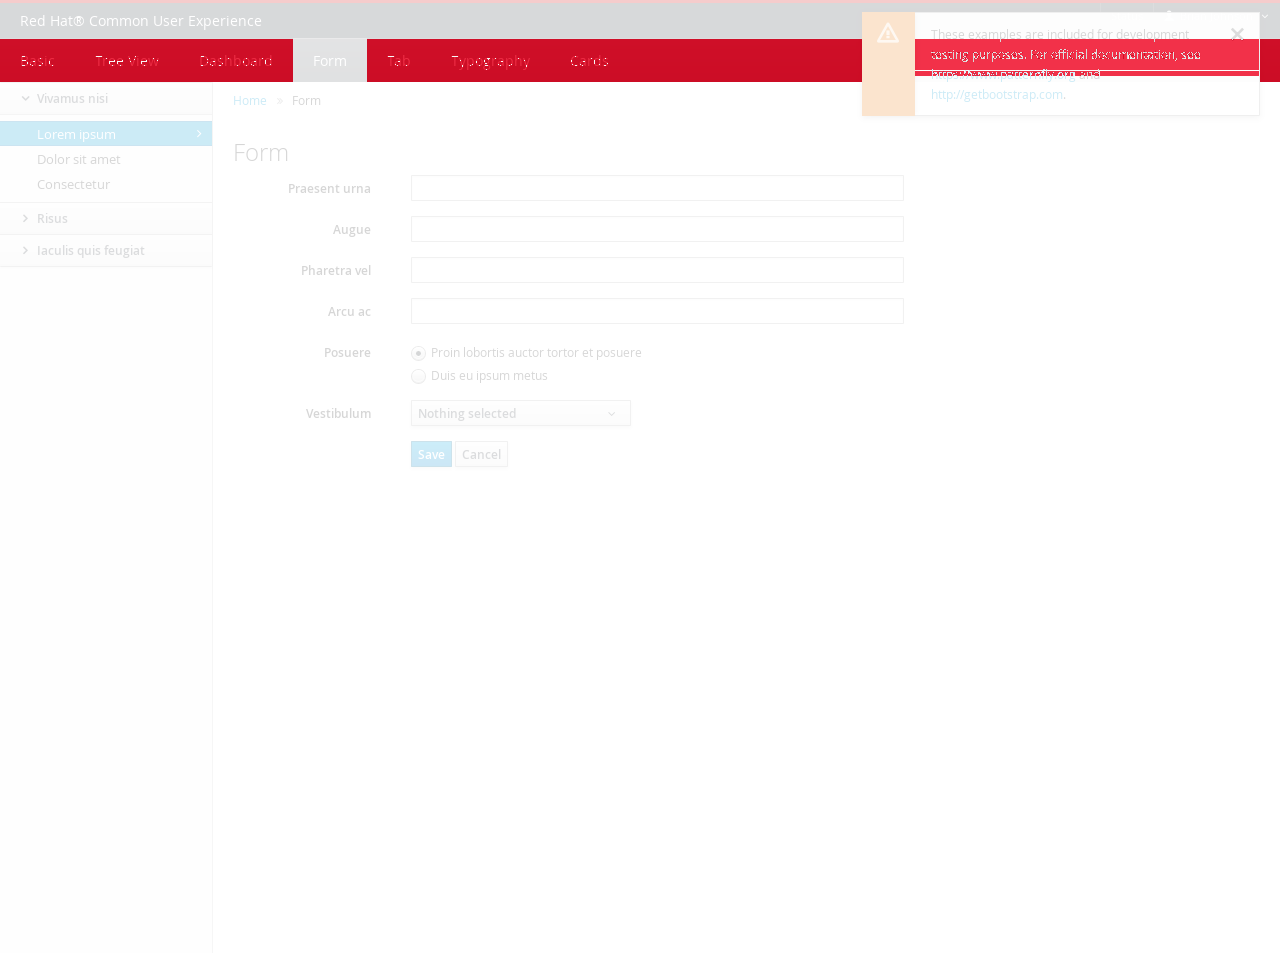 Red Hat® Common User Experience
These examples are included for development
testing purposes. For official documentation, see
http://www.patternfly.org and
http://getbootstrap.com.
Basic
Tree View
Dashboard
Form
Tab
Typography
Cards
Vivamus nisi
Lorem ipsum
Dolor sit amet
Consectetur
Risus
Iaculis quis feugiat
Home » Form
Form
Praesent urna
Augue
Pharetra vel
Arcu ac
Posuere
Proin lobortis auctor tortor et posuere
Duis eu ipsum metus
Vestibulum
Nothing selected
Save
Cancel